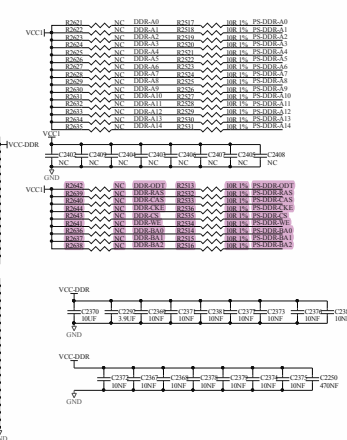 R2621 NC DDR-A0 R2517 10R 1% PS-DDR-A0
VCC1 R2622 NC DDR-A1 R2518 10R 1% PS-DDR-A1
R2623 NC DDR-A2 R2519 10R 1% PS-DDR-A2
R2624 NC DDR-A3 R2520 10R 1% PS-DDR-A3
R2625 NC DDR-A4 R2521 10R 1% PS-DDR-A4
R2626 NC DDR-A5 R2522 10R 1% PS-DDR-A5
R2627 NC DDR-A6 R2523 10R 1% PS-DDR-A6
R2628 NC DDR-A7 R2524 10R 1% PS-DDR-A7
R2629 NC DDR-A8 R2525 10R 1% PS-DDR-A8
R2630 NC DDR-A9 R2526 10R 1% PS-DDR-A9
R2631 NC DDR-A10 R2527 10R 1% PS-DDR-A10
R2632 NC DDR-A11 R2528 10R 1% PS-DDR-A11
R2633 NC DDR-A12 R2529 10R 1% PS-DDR-A12
R2634 NC DDR-A13 R2530 10R 1% PS-DDR-A13
R2635 NC DDR-A14 R2531 10R 1% PS-DDR-A14
VCC1
VCC-DDR
C2402 C2403 C2404 C2403 C2406 C2407 C2405 C2408
NC NC NC NC NC NC NC NC
GND
VCC1 R2642 NC DDR-ODT R2513 10R 1% PS-DDR-ODT
R2639 NC DDR-RAS R2532 10R 1% PS-DDR-RAS
R2640 NC DDR-CAS R2533 10R 1% PS-DDR-CAS
R2644 NC DDR-CKE R2536 10R 1% PS-DDR-CKE
R2643 NC DDR-CS R2535 10R 1% PS-DDR-CS
R2641 NC DDR-WE R2534 10R 1% PS-DDR-WE
R2636 NC DDR-BA0 R2514 10R 1% PS-DDR-BA0
R2637 NC DDR-BA1 R2515 10R 1% PS-DDR-BA1
R2638 NC DDR-BA2 R2516 10R 1% PS-DDR-BA2
VCC-DDR
C2370 C2292 C2369 C2371 C2381 C2377 C2373 C2376
10UF 3.9UF 10NF 10NF 10NF 10NF 10NF 10NF
GND
VCC-DDR
C2372 C2367 C2368 C2378 C2379 C2374 C2375 C2250
10NF 10NF 10NF 10NF 10NF 10NF 10NF 470NF
GND